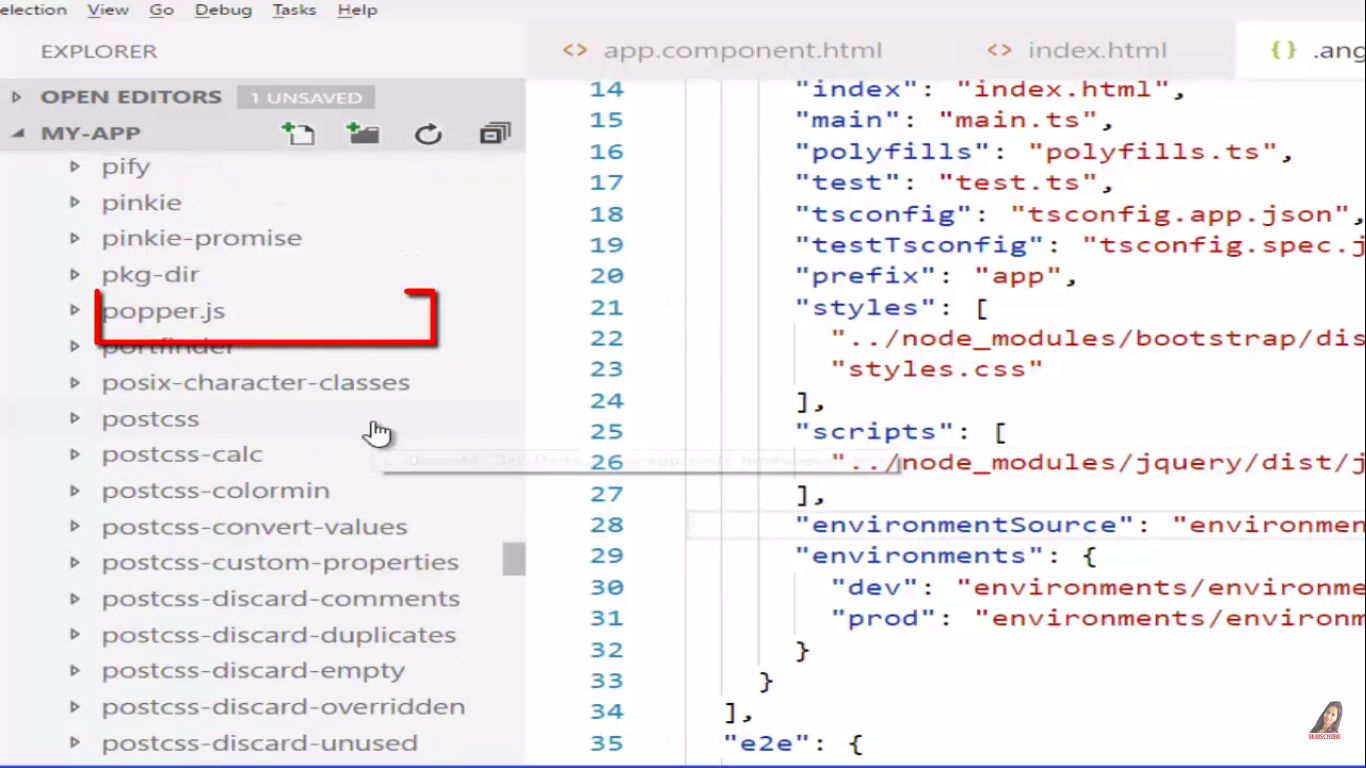 election View Go Debug Tasks Help
EXPLORER
OPEN EDITORS 1 UNSAVED
MY-APP
pify
pinkie
pinkie-promise
pkg-dir
popper.js
portfinder
posix-character-classes
postcss
postcss-calc
postcss-colormin
postcss-convert-values
postcss-custom-properties
postcss-discard-comments
postcss-discard-duplicates
postcss-discard-empty
postcss-discard-overridden
postcss-discard-unused
<> app.component.html <> index.html {} .ang
14 "index": "index.html",
15 "main": "main.ts",
16 "polyfills": "polyfills.ts",
17 "test": "test.ts",
18 "tsconfig": "tsconfig.app.json",
19 "testTsconfig": "tsconfig.spec.j
20 "prefix": "app",
21 "styles": [
22 "../node_modules/bootstrap/dis
23 "styles.css"
24 ],
25 "scripts": [
26 "../node_modules/jquery/dist/j
27 ],
28 "environmentSource": "environmen
29 "environments": {
30 "dev": "environments/environme
31 "prod": "environments/environm
32 }
33 }
34 ],
35 "e2e": {
SUBSCRIBE